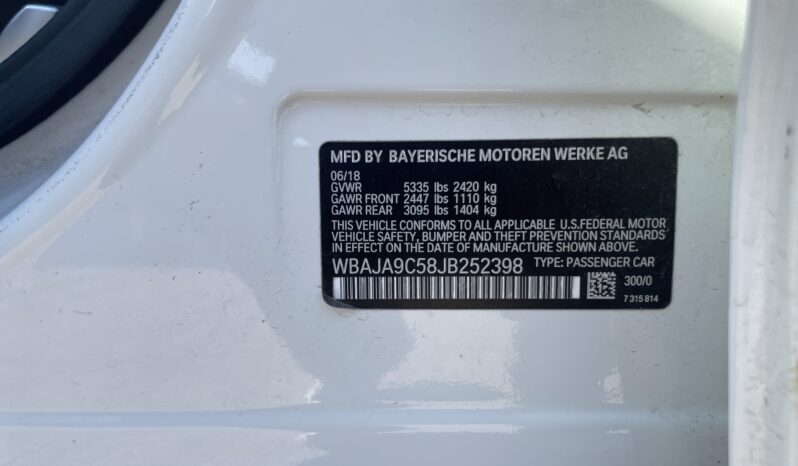 MFD BY BAYERISCHE MOTOREN WERKE AG
06/18
GVWR 5335 lbs 2420 kg
GAWR FRONT 2447 lbs 1110 kg
GAWR REAR 3095 lbs 1404 kg
THIS VEHICLE CONFORMS TO ALL APPLICABLE U.S.FEDERAL MOTOR
VEHICLE SAFETY, BUMPER AND THEFT PREVENTION STANDARDS
IN EFFECT ON THE DATE OF MANUFACTURE SHOWN ABOVE.
WBAJA9C58JB252398 TYPE: PASSENGER CAR
300/0
7 315 814